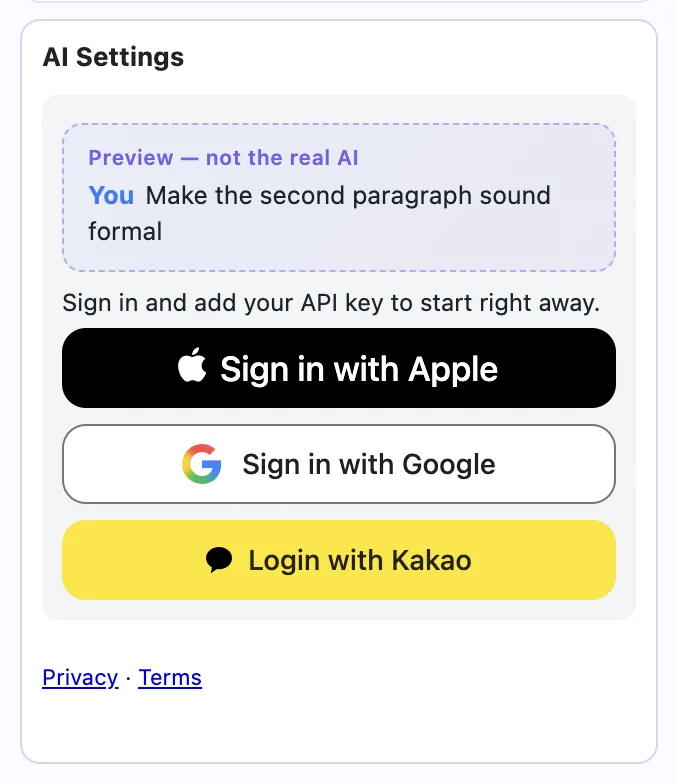 AI Settings
Preview — not the real AI
You Make the second paragraph sound
formal
Sign in and add your API key to start right away.
Sign in with Apple
Sign in with Google
Login with Kakao
Privacy · Terms